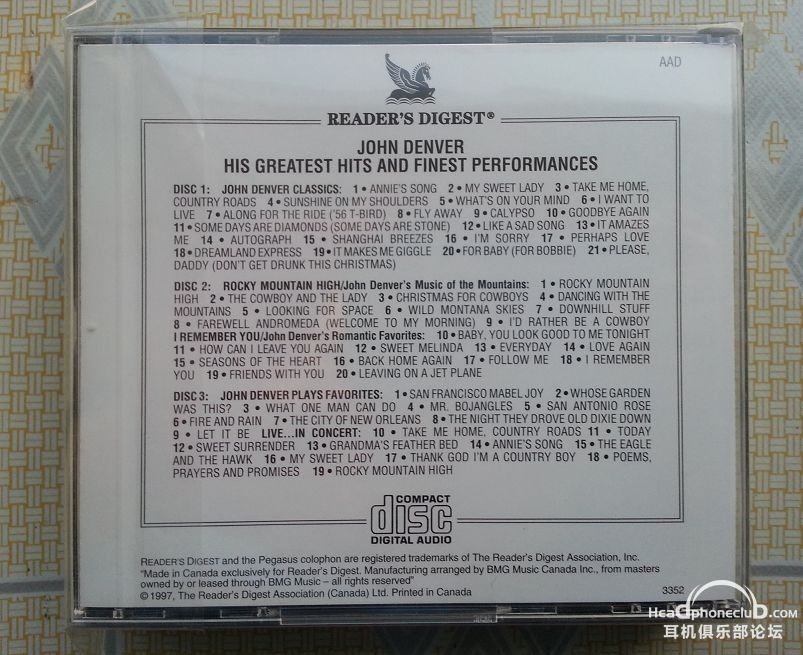 AAD
READER'S DIGEST®
JOHN DENVER
HIS GREATEST HITS AND FINEST PERFORMANCES
DISC 1: JOHN DENVER CLASSICS: 1 • ANNIE'S SONG 2 • MY SWEET LADY 3 • TAKE ME HOME,
COUNTRY ROADS 4 • SUNSHINE ON MY SHOULDERS 5 • WHAT'S ON YOUR MIND 6 • I WANT TO
LIVE 7 • ALONG FOR THE RIDE ('56 T-BIRD) 8 • FLY AWAY 9 • CALYPSO 10 • GOODBYE AGAIN
11 • SOME DAYS ARE DIAMONDS (SOME DAYS ARE STONE) 12 • LIKE A SAD SONG 13 • IT AMAZES
ME 14 • AUTOGRAPH 15 • SHANGHAI BREEZES 16 • I'M SORRY 17 • PERHAPS LOVE
18 • DREAMLAND EXPRESS 19 • IT MAKES ME GIGGLE 20 • FOR BABY (FOR BOBBIE) 21 • PLEASE,
DADDY (DON'T GET DRUNK THIS CHRISTMAS)
DISC 2: ROCKY MOUNTAIN HIGH/John Denver's Music of the Mountains: 1 • ROCKY MOUNTAIN
HIGH 2 • THE COWBOY AND THE LADY 3 • CHRISTMAS FOR COWBOYS 4 • DANCING WITH THE
MOUNTAINS 5 • LOOKING FOR SPACE 6 • WILD MONTANA SKIES 7 • DOWNHILL STUFF
8 • FAREWELL ANDROMEDA (WELCOME TO MY MORNING) 9 • I'D RATHER BE A COWBOY
I REMEMBER YOU/John Denver's Romantic Favorites: 10 • BABY, YOU LOOK GOOD TO ME TONIGHT
11 • HOW CAN I LEAVE YOU AGAIN 12 • SWEET MELINDA 13 • EVERYDAY 14 • LOVE AGAIN
15 • SEASONS OF THE HEART 16 • BACK HOME AGAIN 17 • FOLLOW ME 18 • I REMEMBER
YOU 19 • FRIENDS WITH YOU 20 • LEAVING ON A JET PLANE
DISC 3: JOHN DENVER PLAYS FAVORITES: 1 • SAN FRANCISCO MABEL JOY 2 • WHOSE GARDEN
WAS THIS? 3 • WHAT ONE MAN CAN DO 4 • MR. BOJANGLES 5 • SAN ANTONIO ROSE
6 • FIRE AND RAIN 7 • THE CITY OF NEW ORLEANS 8 • THE NIGHT THEY DROVE OLD DIXIE DOWN
9 • LET IT BE LIVE...IN CONCERT: 10 • TAKE ME HOME, COUNTRY ROADS 11 • TODAY
12 • SWEET SURRENDER 13 • GRANDMA'S FEATHER BED 14 • ANNIE'S SONG 15 • THE EAGLE
AND THE HAWK 16 • MY SWEET LADY 17 • THANK GOD I'M A COUNTRY BOY 18 • POEMS,
PRAYERS AND PROMISES 19 • ROCKY MOUNTAIN HIGH
COMPACT
disc
DIGITAL AUDIO
READER'S DIGEST and the Pegasus colophon are registered trademarks of The Reader's Digest Association, Inc.
"Made in Canada exclusively for Reader's Digest. Manufacturing arranged by BMG Music Canada Inc., from masters
owned by or leased through BMG Music – all rights reserved"
© 1997, The Reader's Digest Association (Canada) Ltd. Printed in Canada
3352
HeaDphonecluD.com
耳机俱乐部论坛